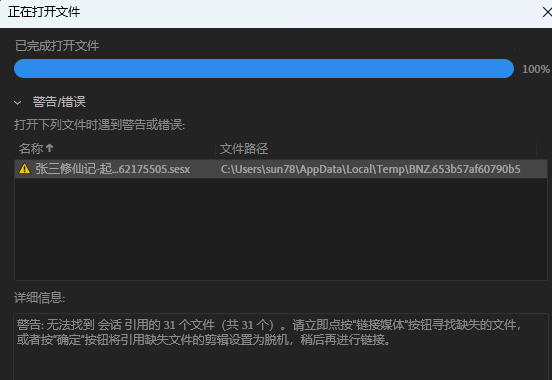 正在打开文件
已完成打开文件
100%
警告/错误
打开下列文件时遇到警告或错误:
名称 文件路径
张三修仙记-起...62175505.sesx C:\Users\sun78\AppData\Local\Temp\BNZ.653b57af60790b5
详细信息:
警告: 无法找到 会话 引用的 31 个文件（共 31 个）。请立即点按"链接媒体"按钮寻找缺失的文件，
或者按"确定"按钮将引用缺失文件的剪辑设置为脱机，稍后再进行链接。